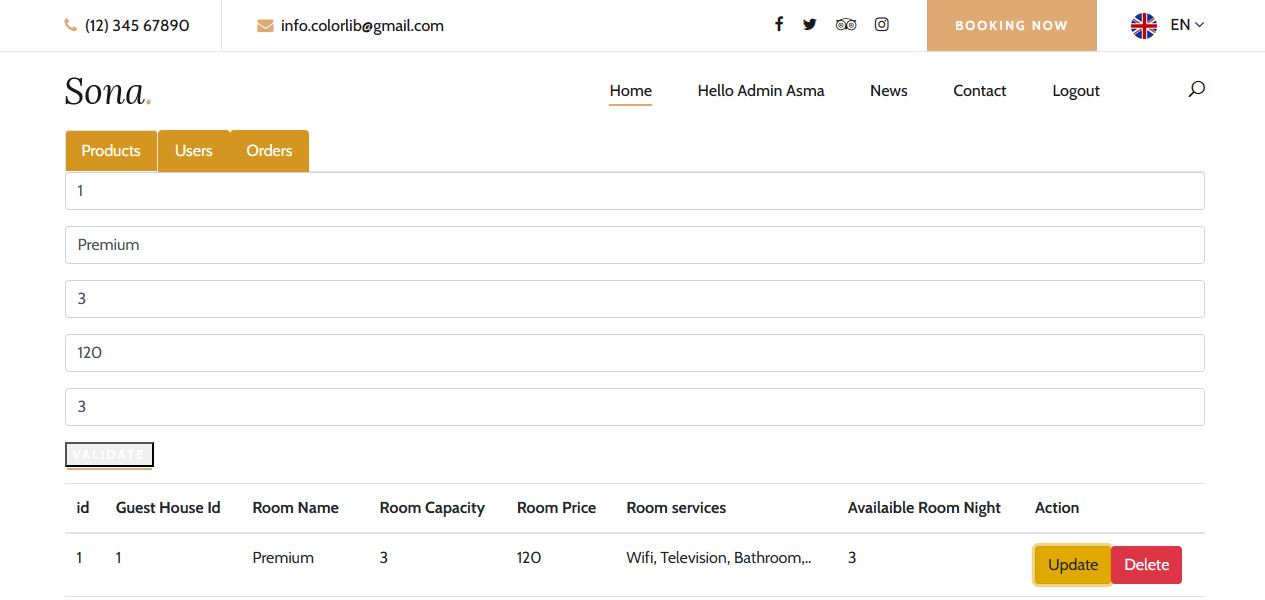 (12) 345 67890
info.colorlib@gmail.com
BOOKING NOW
EN
Sona.
Home
Hello Admin Asma
News
Contact
Logout
Products
Users
Orders
1
Premium
3
120
3
VALIDATE
id Guest House Id Room Name Room Capacity Room Price Room services Availaible Room Night Action
1 1 Premium 3 120 Wifi, Television, Bathroom,.. 3 Update Delete